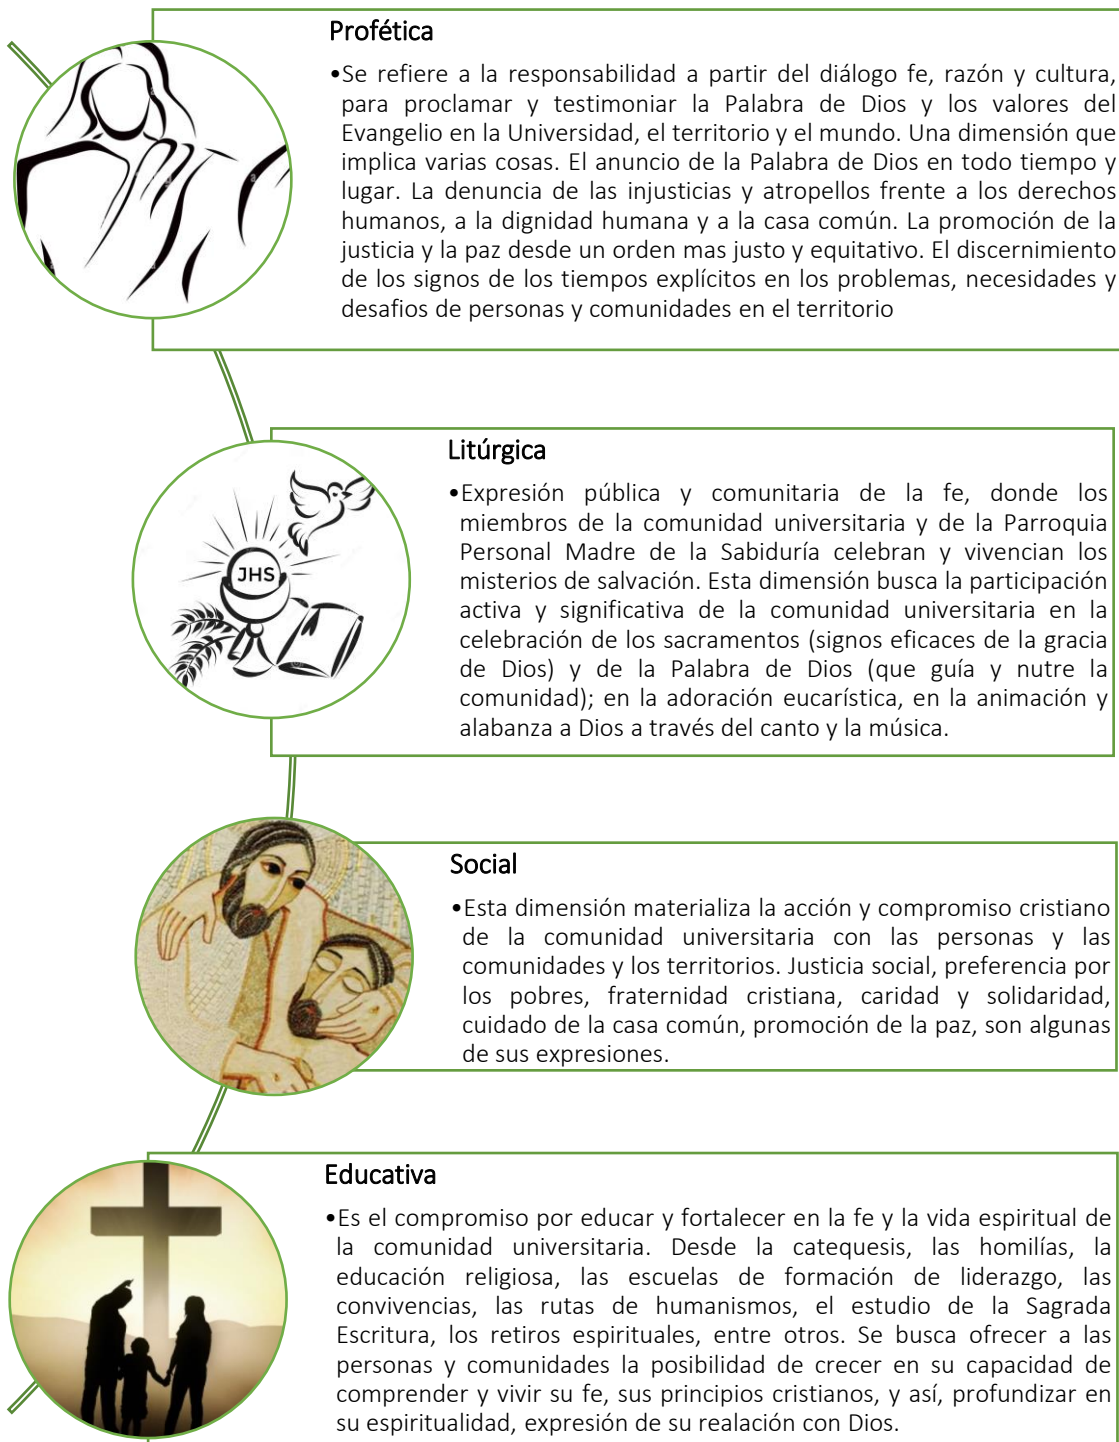 Profética
•Se refiere a la responsabilidad a partir del diálogo fe, razón y cultura,
para proclamar y testimoniar la Palabra de Dios y los valores del
Evangelio en la Universidad, el territorio y el mundo. Una dimensión que
implica varias cosas. El anuncio de la Palabra de Dios en todo tiempo y
lugar. La denuncia de las injusticias y atropellos frente a los derechos
humanos, a la dignidad humana y a la casa común. La promoción de la
justicia y la paz desde un orden mas justo y equitativo. El discernimiento
de los signos de los tiempos explícitos en los problemas, necesidades y
desafios de personas y comunidades en el territorio
Litúrgica
•Expresión pública y comunitaria de la fe, donde los
miembros de la comunidad universitaria y de la Parroquia
Personal Madre de la Sabiduría celebran y vivencian los
misterios de salvación. Esta dimensión busca la participación
activa y significativa de la comunidad universitaria en la
celebración de los sacramentos (signos eficaces de la gracia
de Dios) y de la Palabra de Dios (que guía y nutre la
comunidad); en la adoración eucarística, en la animación y
alabanza a Dios a través del canto y la música.
JHS
Social
•Esta dimensión materializa la acción y compromiso cristiano
de la comunidad universitaria con las personas y las
comunidades y los territorios. Justicia social, preferencia por
los pobres, fraternidad cristiana, caridad y solidaridad,
cuidado de la casa común, promoción de la paz, son algunas
de sus expresiones.
Educativa
•Es el compromiso por educar y fortalecer en la fe y la vida espiritual de
la comunidad universitaria. Desde la catequesis, las homilías, la
educación religiosa, las escuelas de formación de liderazgo, las
convivencias, las rutas de humanismos, el estudio de la Sagrada
Escritura, los retiros espirituales, entre otros. Se busca ofrecer a las
personas y comunidades la posibilidad de crecer en su capacidad de
comprender y vivir su fe, sus principios cristianos, y así, profundizar en
su espiritualidad, expresión de su realación con Dios.